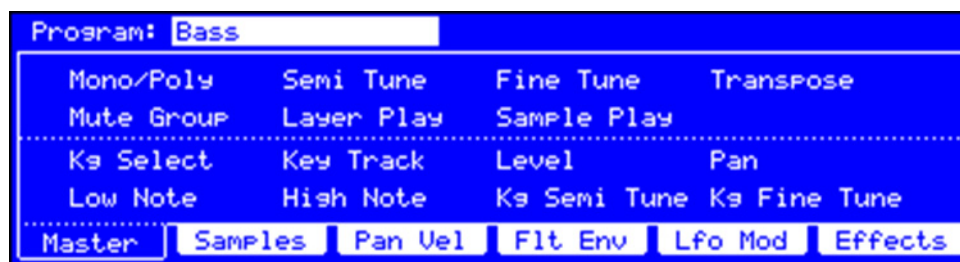 Program: Bass
Mono/Poly Semi Tune Fine Tune Transpose
Mute Group Layer Play Sample Play
Kg Select Key Track Level Pan
Low Note High Note Kg Semi Tune Kg Fine Tune
Master Samples Pan Vel Flt Env Lfo Mod Effects